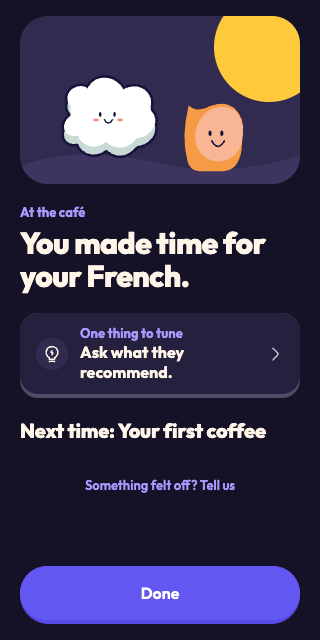 At the café
You made time for
your French.
One thing to tune
Ask what they
recommend.
Next time: Your first coffee
Something felt off? Tell us
Done